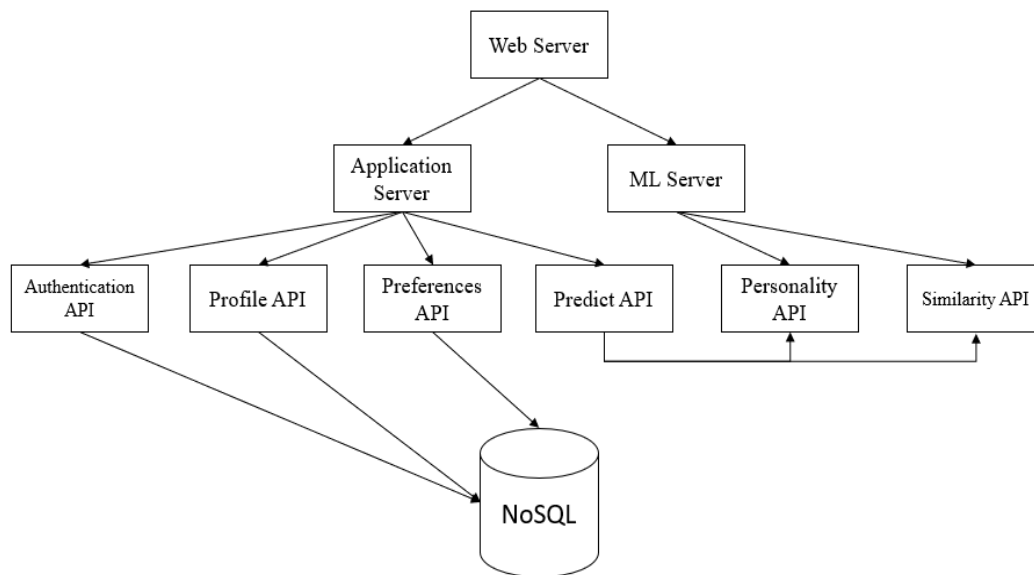 Web Server
Application
Server
ML Server
Authentication
API
Profile API
Preferences
API
Predict API
Personality
API
Similarity API
NoSQL